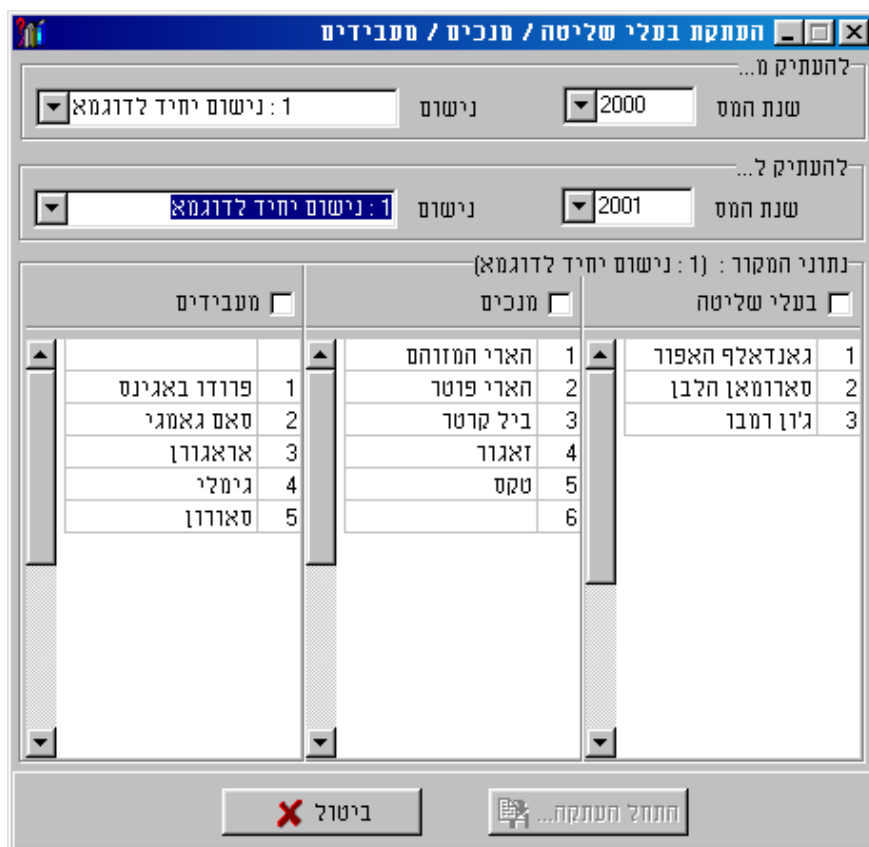 העתקת בעלי שליטה / מנכים / מעבידים
להעתיק מ...
שנת המס 2000 נישום 1 : נישום יחיד לדוגמא
להעתיק ל...
שנת המס 2001 נישום 1 : נישום יחיד לדוגמא
נתוני המקור : (1 : נישום יחיד לדוגמא)
בעלי שליטה
1 גאנדאלף האפור
2 סארומאן הלבן
3 ג'ון רמבו
מנכים
1 הארי המזוהם
2 הארי פוטר
3 ביל קרטר
4 זאגור
5 טקס
6
מעבידים
1 פרודו באגינס
2 סאם גאמגי
3 אראגורן
4 גימלי
5 סאורון
התחל העתקה...
ביטול